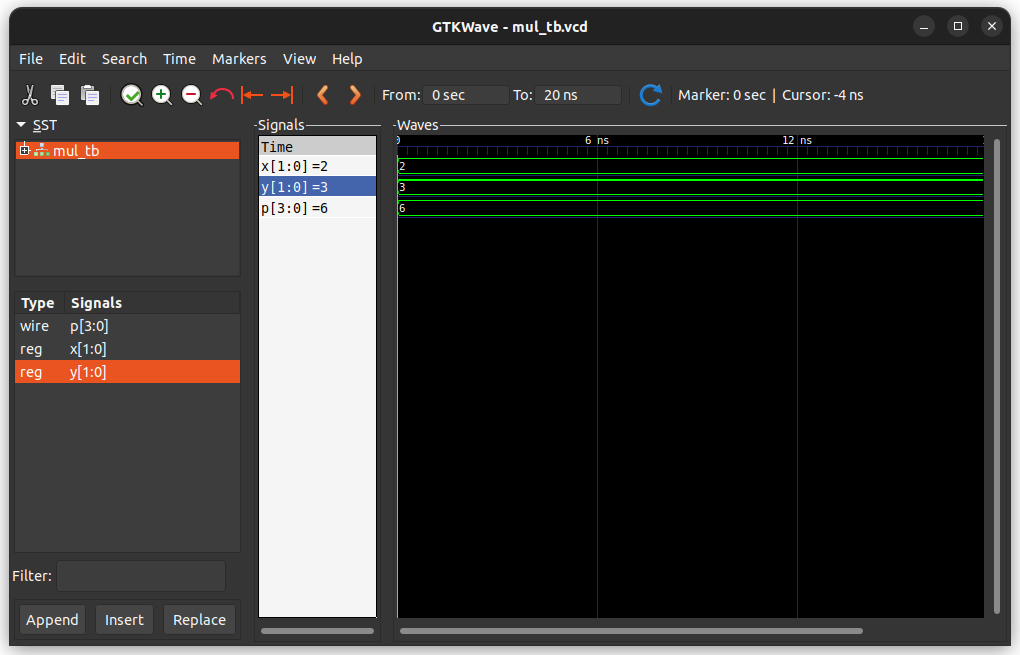 GTKWave - mul_tb.vcd
File Edit Search Time Markers View Help
From: 0 sec To: 20 ns Marker: 0 sec | Cursor: -4 ns
SST
mul_tb
Type Signals
wire p[3:0]
reg x[1:0]
reg y[1:0]
Filter:
Append Insert Replace
Signals
Time
x[1:0] =2
y[1:0] =3
p[3:0] =6
Waves
0 6 ns 12 ns
2
3
6